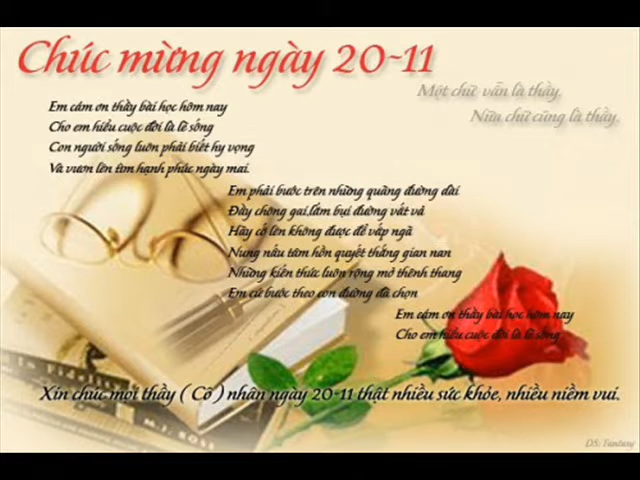 Chúc mừng ngày 20-11
Một chữ vẫn là thầy,
Nửa chữ cũng là thầy.
Em cám ơn thầy bài học hôm nay
Cho em hiểu cuộc đời là lẽ sống
Con người sống luôn phải biết hy vọng
Và vươn lên tìm hạnh phúc ngày mai.
Em phải bước trên những quãng đường dài
Đầy chông gai, lắm bụi đường vất vả
Hãy cố lên không được để vấp ngã
Nung nấu tâm hồn quyết thắng gian nan
Những kiến thức luôn rộng mở thênh thang
Em cứ bước theo con đường đã chọn
Em cám ơn thầy bài học hôm nay
Cho em hiểu cuộc đời là lẽ sống
Xin chúc mọi thầy ( Cô ) nhân ngày 20-11 thật nhiều sức khỏe, nhiều niềm vui.
M.J. ROSE
DS: Fantasy